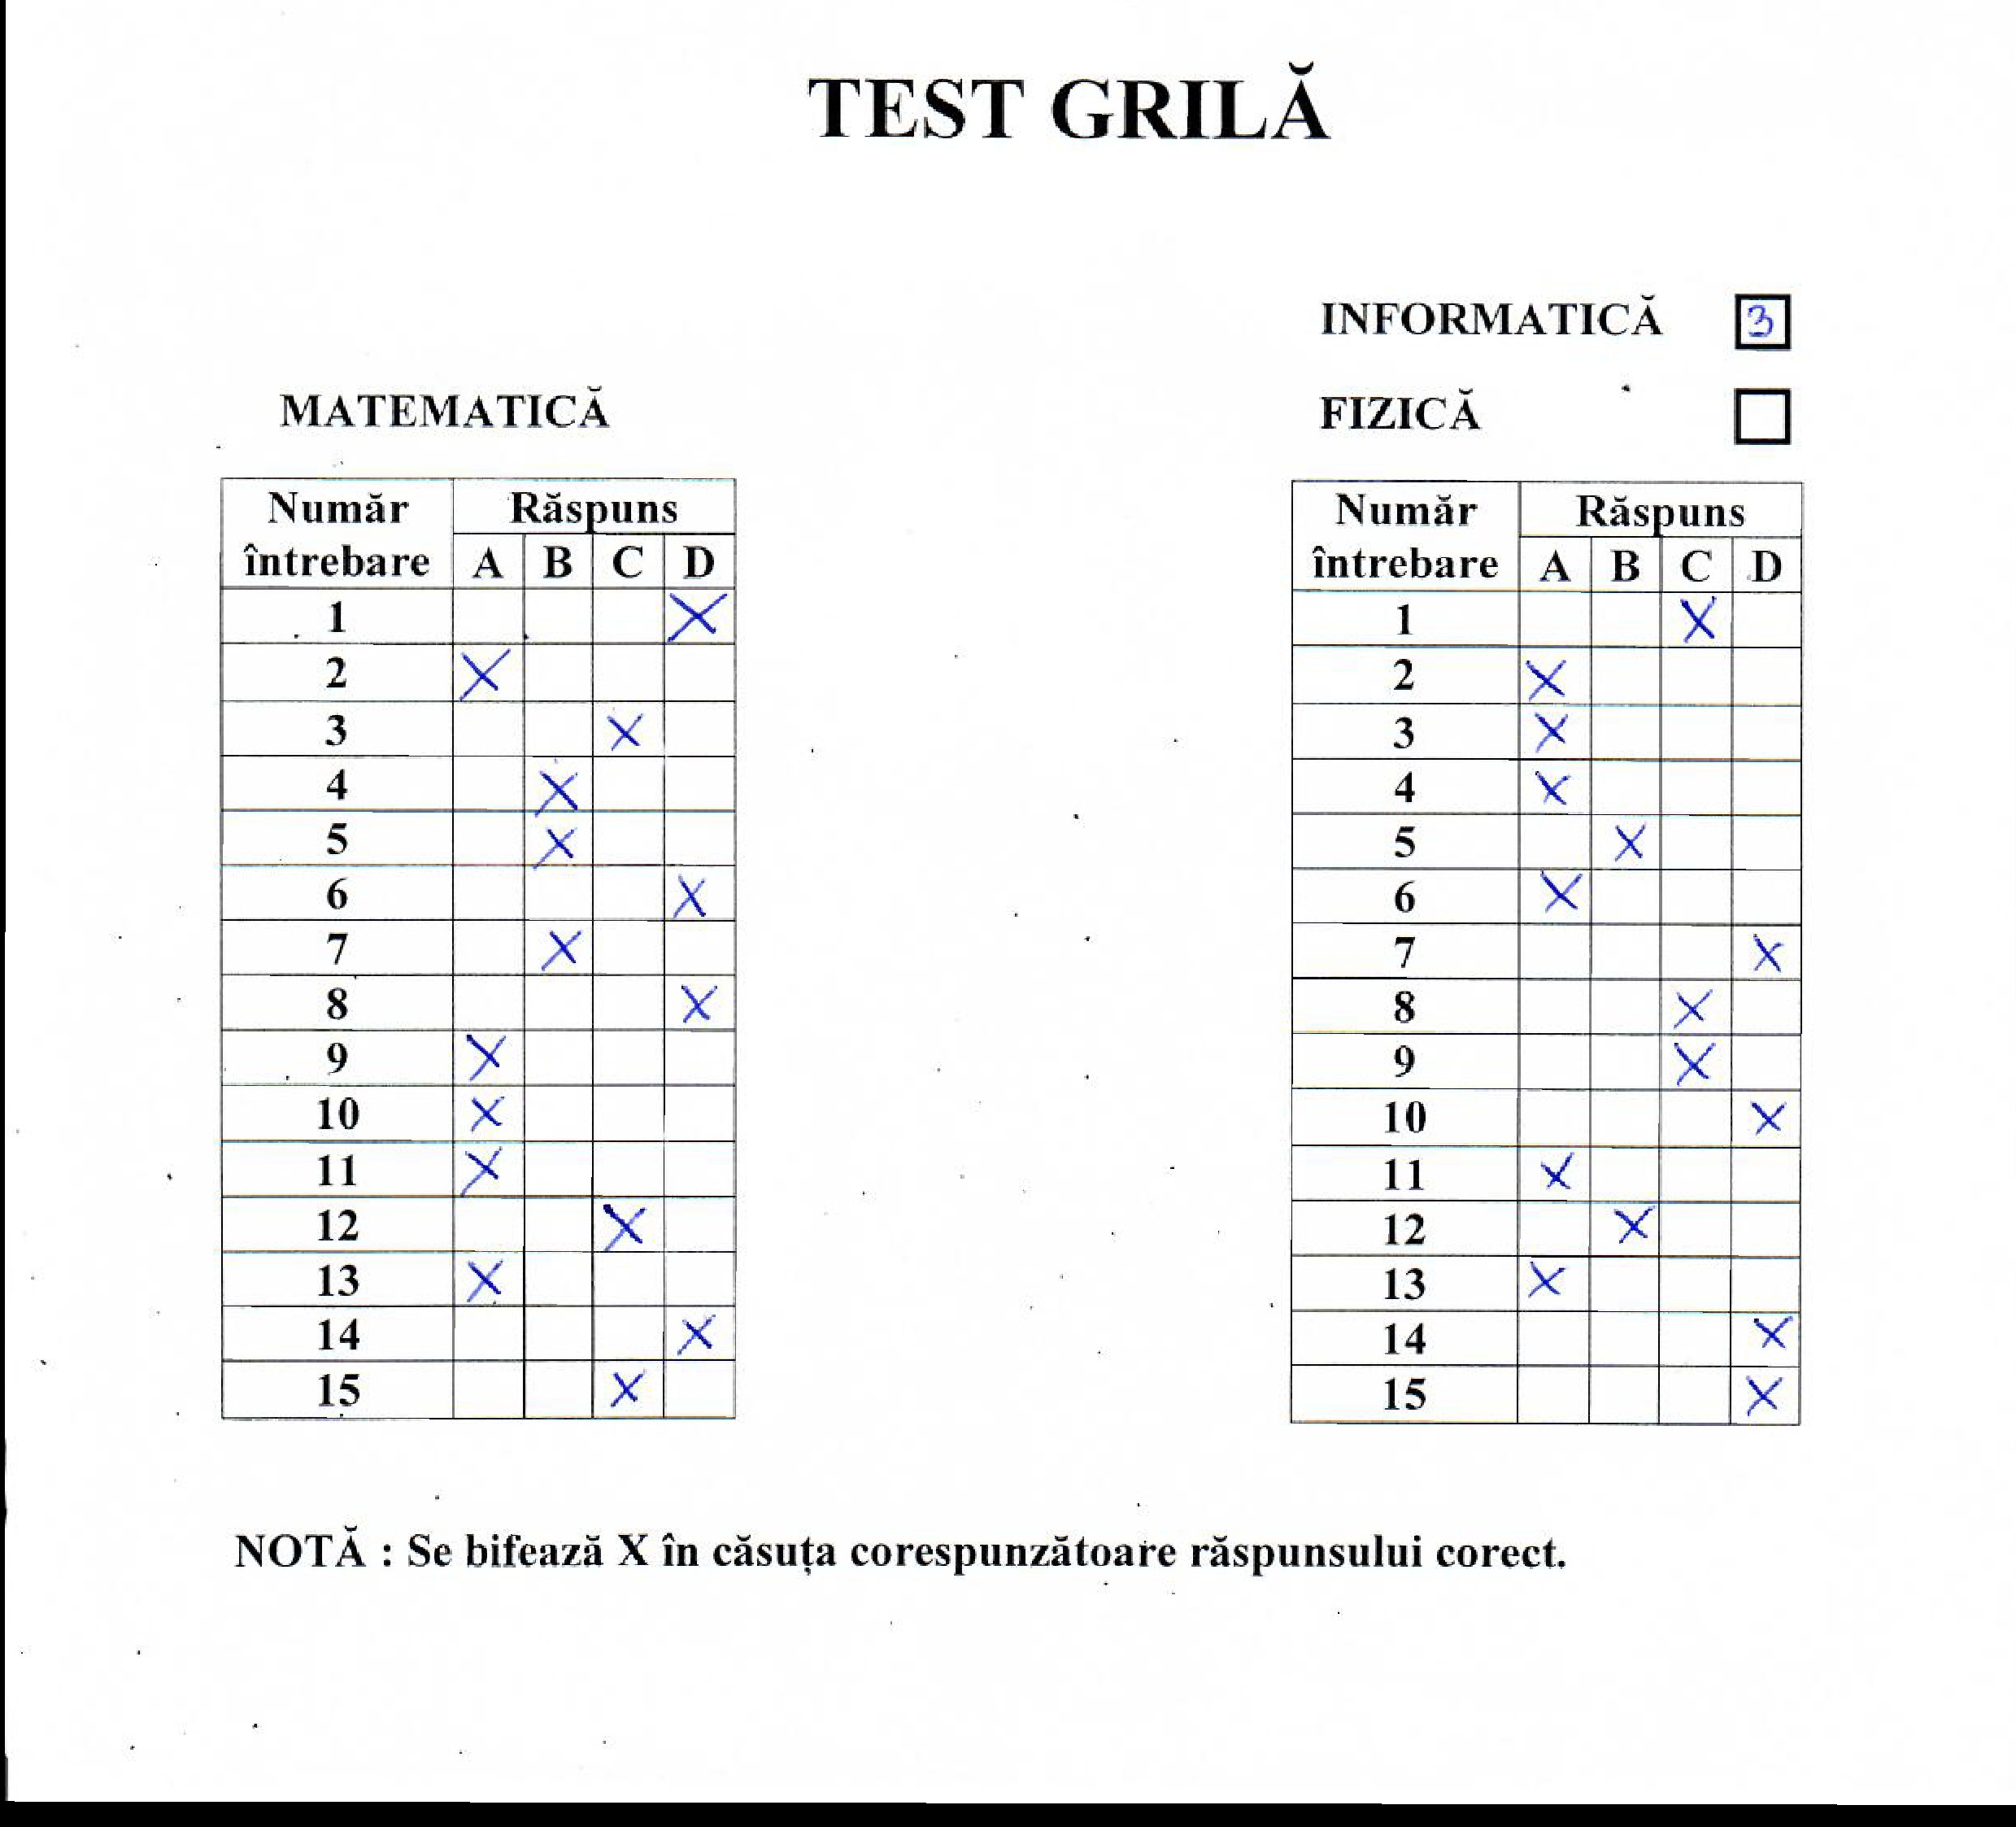 TEST GRILĂ
INFORMATICĂ 3
FIZICĂ
MATEMATICĂ
Număr întrebare Răspuns
A B C D
1 X
2 X
3 X
4 X
5 X
6 X
7 X
8 X
9 X
10 X
11 X
12 X
13 X
14 X
15 X
Număr întrebare Răspuns
A B C D
1 X
2 X
3 X
4 X
5 X
6 X
7 X
8 X
9 X
10 X
11 X
12 X
13 X
14 X
15 X
NOTĂ : Se bifează X în căsuța corespunzătoare răspunsului corect.